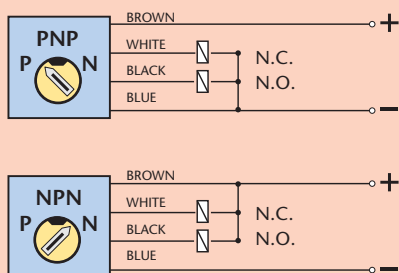 BROWN +
PNP
WHITE
N.C.
P N
BLACK
N.O.
BLUE
−
BROWN +
NPN
WHITE
N.C.
P N
BLACK
N.O.
BLUE
−